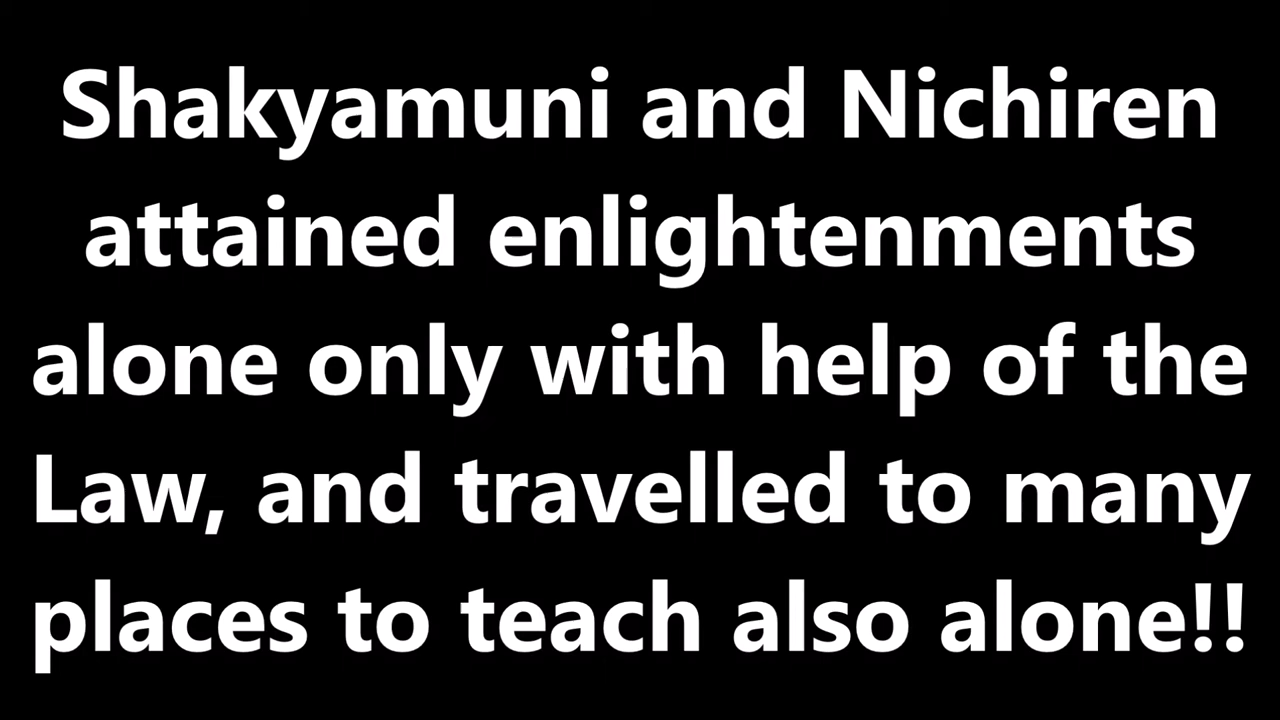 Shakyamuni and Nichiren
attained enlightenments
alone only with help of the
Law, and travelled to many
places to teach also alone!!